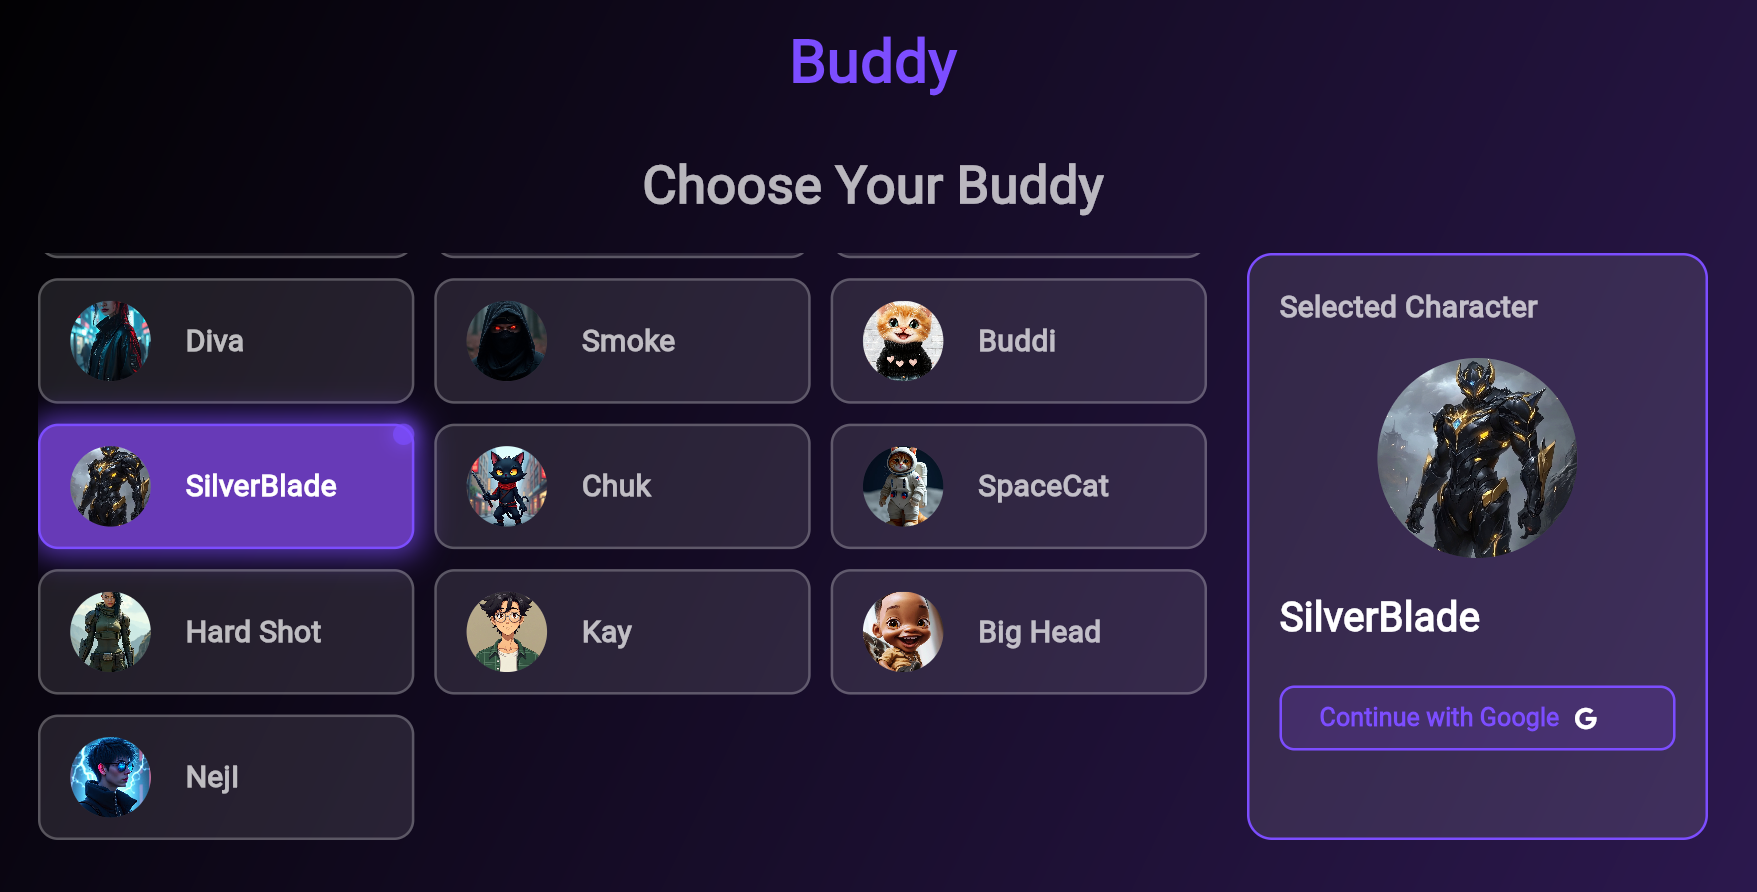 Buddy
Choose Your Buddy
Diva
Smoke
Buddi
SilverBlade
Chuk
SpaceCat
Hard Shot
Kay
Big Head
NejI
Selected Character
SilverBlade
Continue with Google G